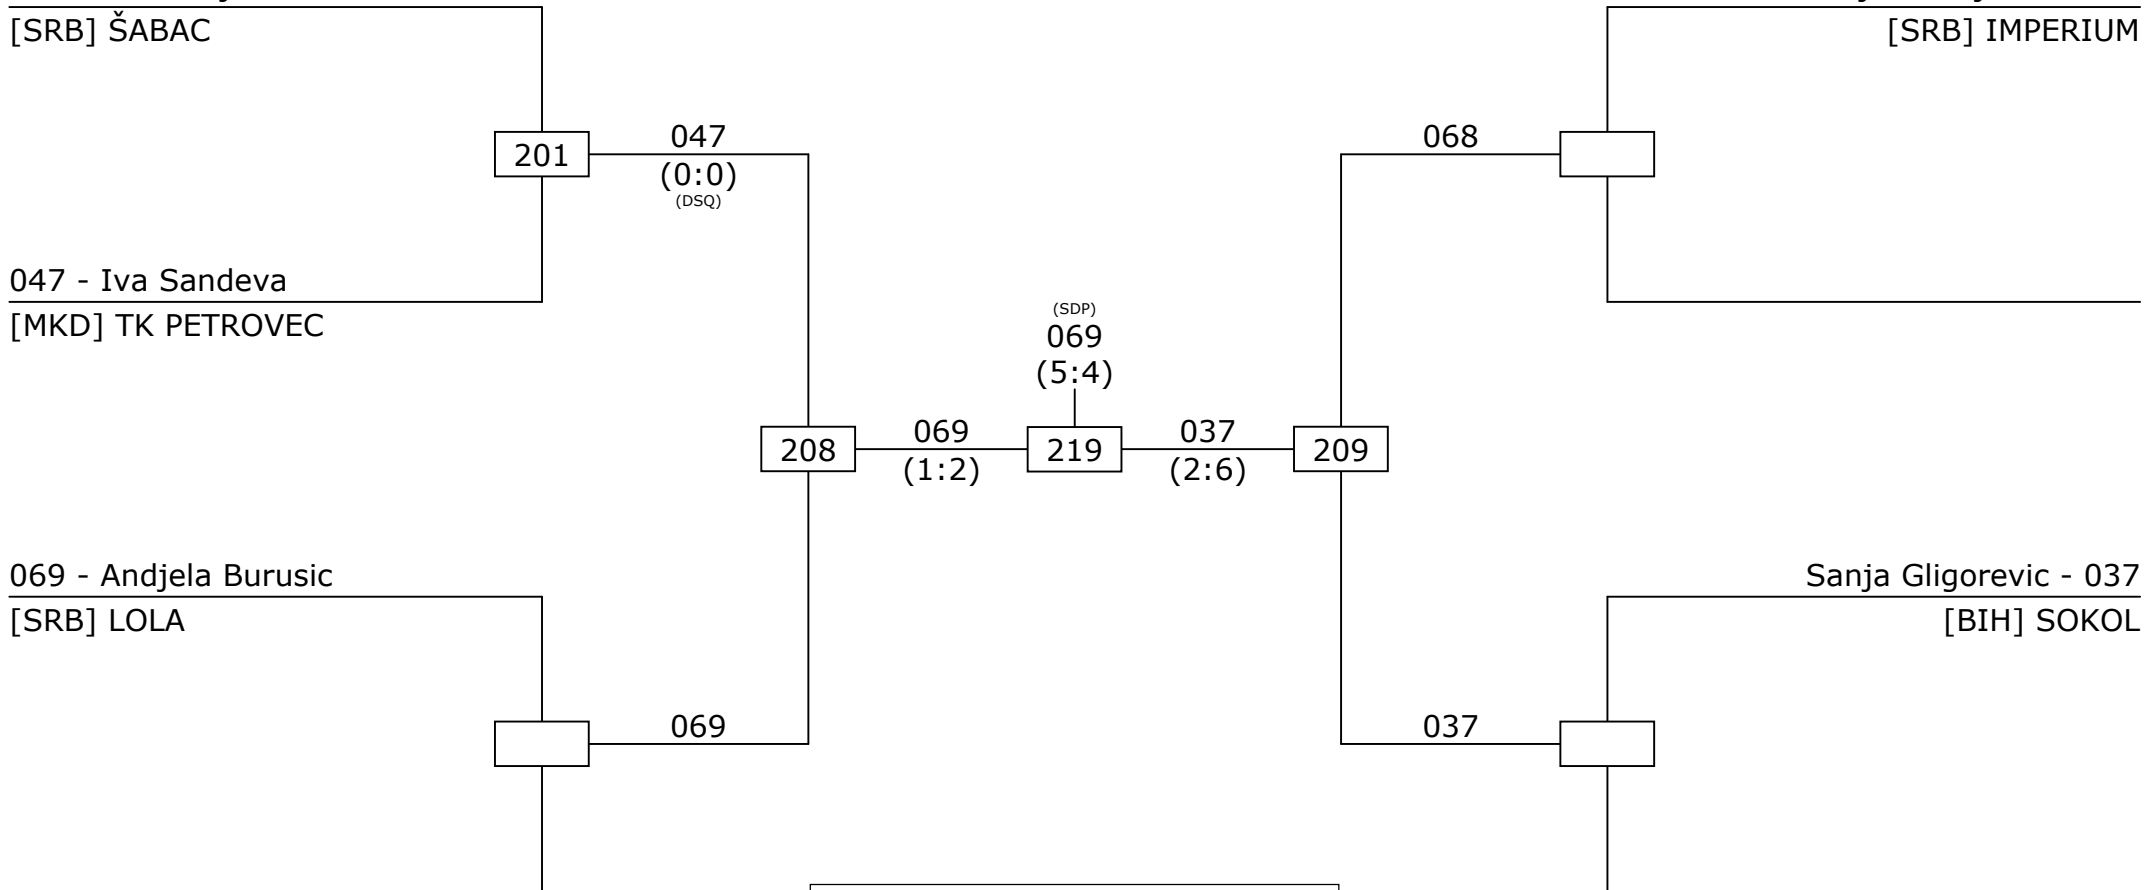 [SRB] ŠABAC
[SRB] IMPERIUM
201
047
(0:0)
(DSQ)
068
047 - Iva Sandeva
[MKD] TK PETROVEC
(SDP)
069
(5:4)
208
069
(1:2)
219
037
(2:6)
209
069 - Andjela Burusic
[SRB] LOLA
Sanja Gligorevic - 037
[BIH] SOKOL
069
037